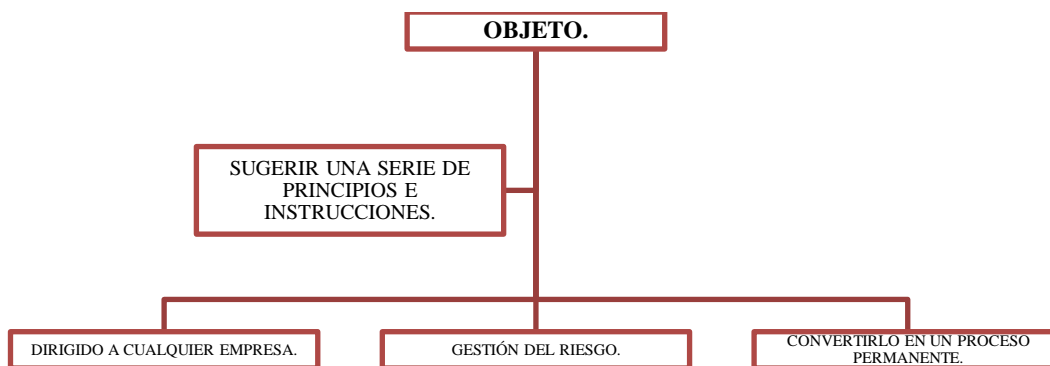 OBJETO.
SUGERIR UNA SERIE DE
PRINCIPIOS E
INSTRUCCIONES.
DIRIGIDO A CUALQUIER EMPRESA.
GESTIÓN DEL RIESGO.
CONVERTIRLO EN UN PROCESO
PERMANENTE.